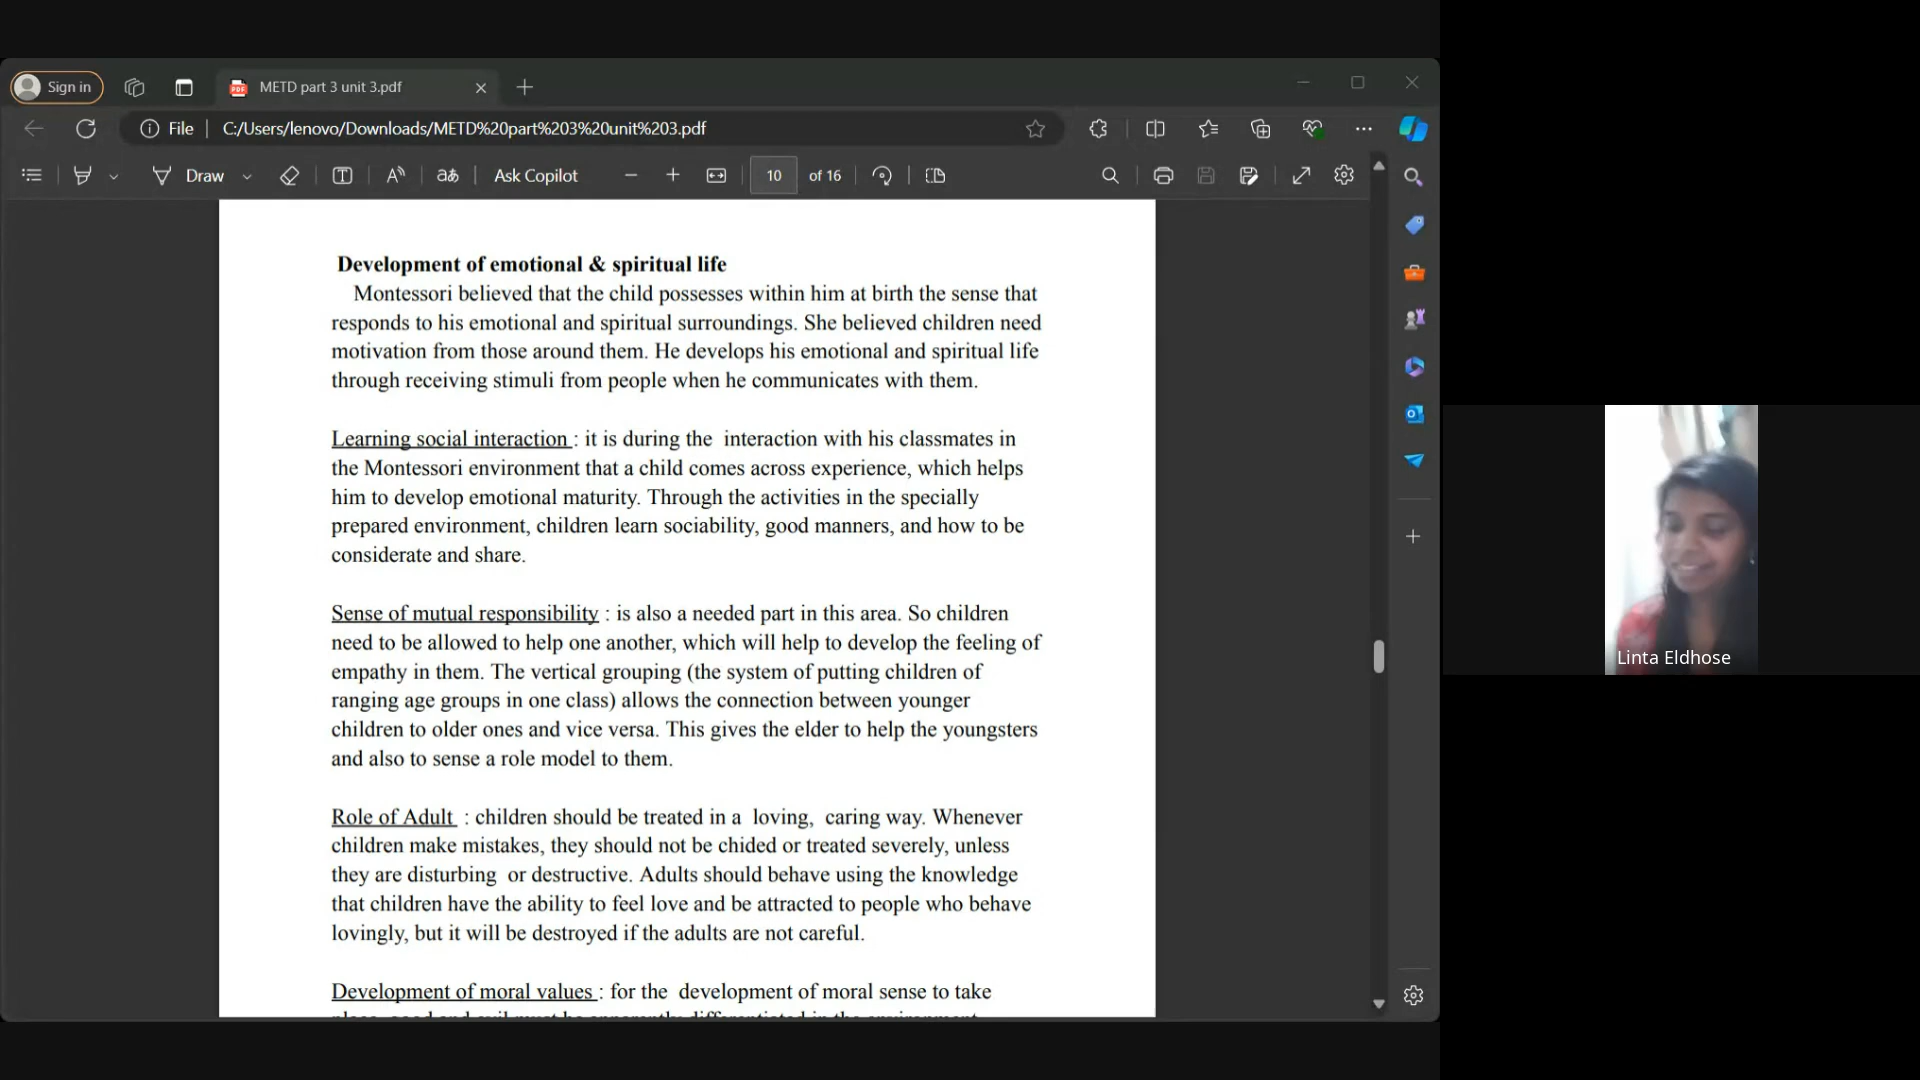 Sign in
METD part 3 unit 3.pdf
File
C:/Users/lenovo/Downloads/METD%20part%203%20unit%203.pdf
Draw
Ask Copilot
10 of 16
Development of emotional & spiritual life
Montessori believed that the child possesses within him at birth the sense that
responds to his emotional and spiritual surroundings. She believed children need
motivation from those around them. He develops his emotional and spiritual life
through receiving stimuli from people when he communicates with them.
Learning social interaction : it is during the interaction with his classmates in
the Montessori environment that a child comes across experience, which helps
him to develop emotional maturity. Through the activities in the specially
prepared environment, children learn sociability, good manners, and how to be
considerate and share.
Sense of mutual responsibility : is also a needed part in this area. So children
need to be allowed to help one another, which will help to develop the feeling of
empathy in them. The vertical grouping (the system of putting children of
ranging age groups in one class) allows the connection between younger
children to older ones and vice versa. This gives the elder to help the youngsters
and also to sense a role model to them.
Role of Adult : children should be treated in a loving, caring way. Whenever
children make mistakes, they should not be chided or treated severely, unless
they are disturbing or destructive. Adults should behave using the knowledge
that children have the ability to feel love and be attracted to people who behave
lovingly, but it will be destroyed if the adults are not careful.
Development of moral values : for the development of moral sense to take
Linta Eldhose